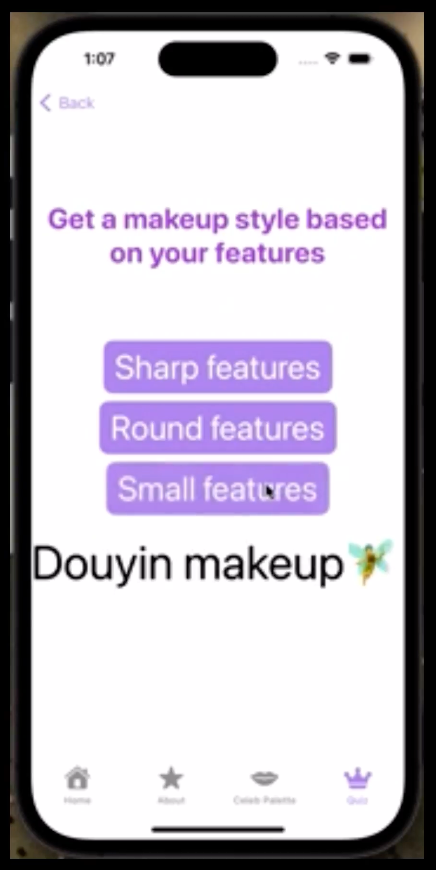 1:07
Back
Get a makeup style based
on your features
Sharp features
Round features
Small features
Douyin makeup🧚
Home
About
Celeb Palette
Quiz